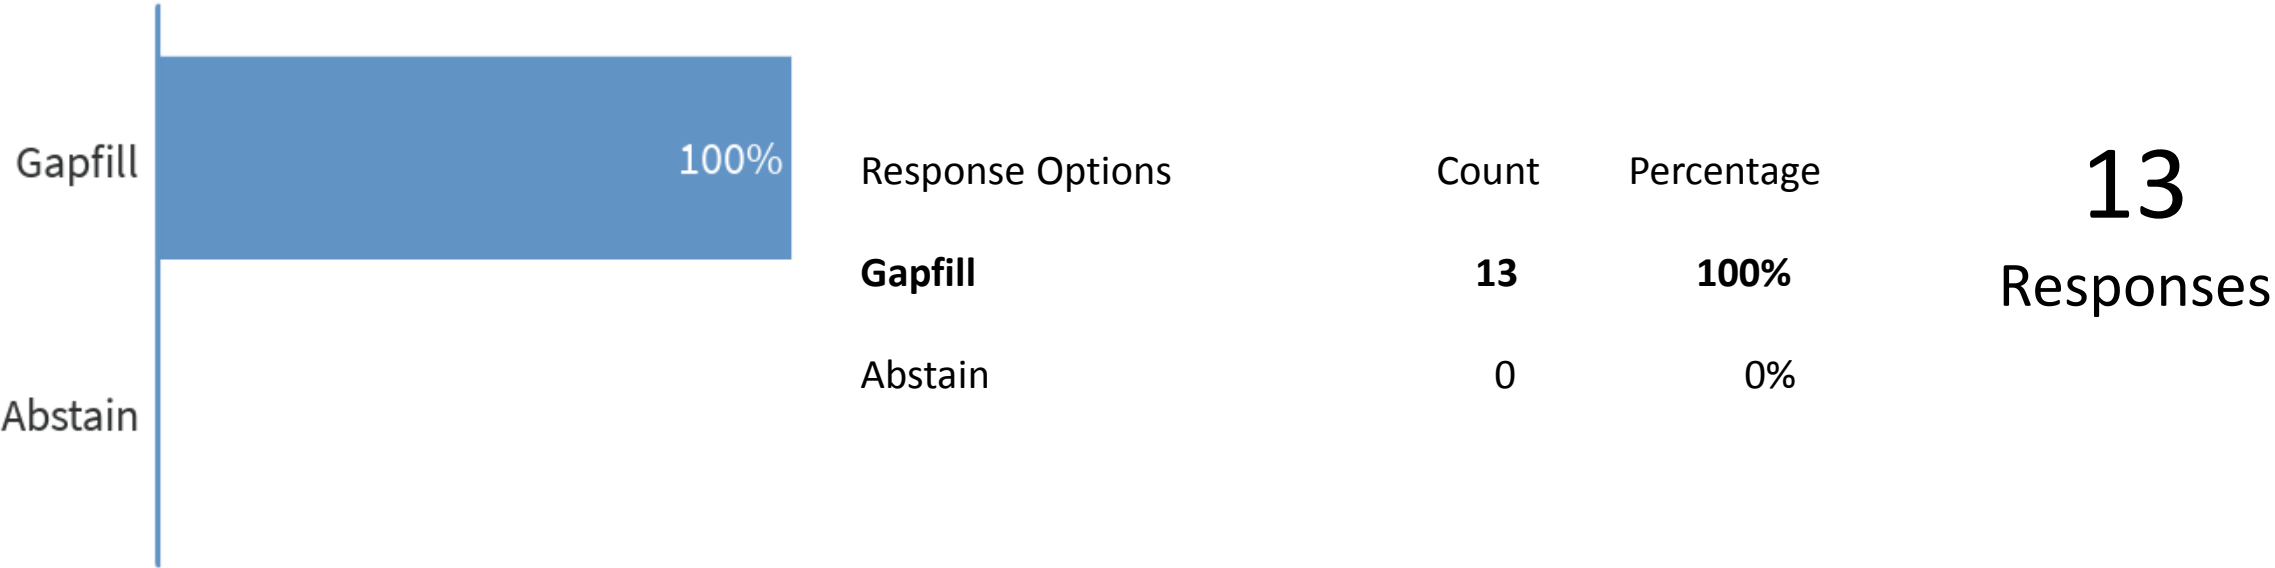 Gapfill
100%
Abstain
Response Options Count Percentage
Gapfill 13 100%
Abstain 0 0%
13
Responses